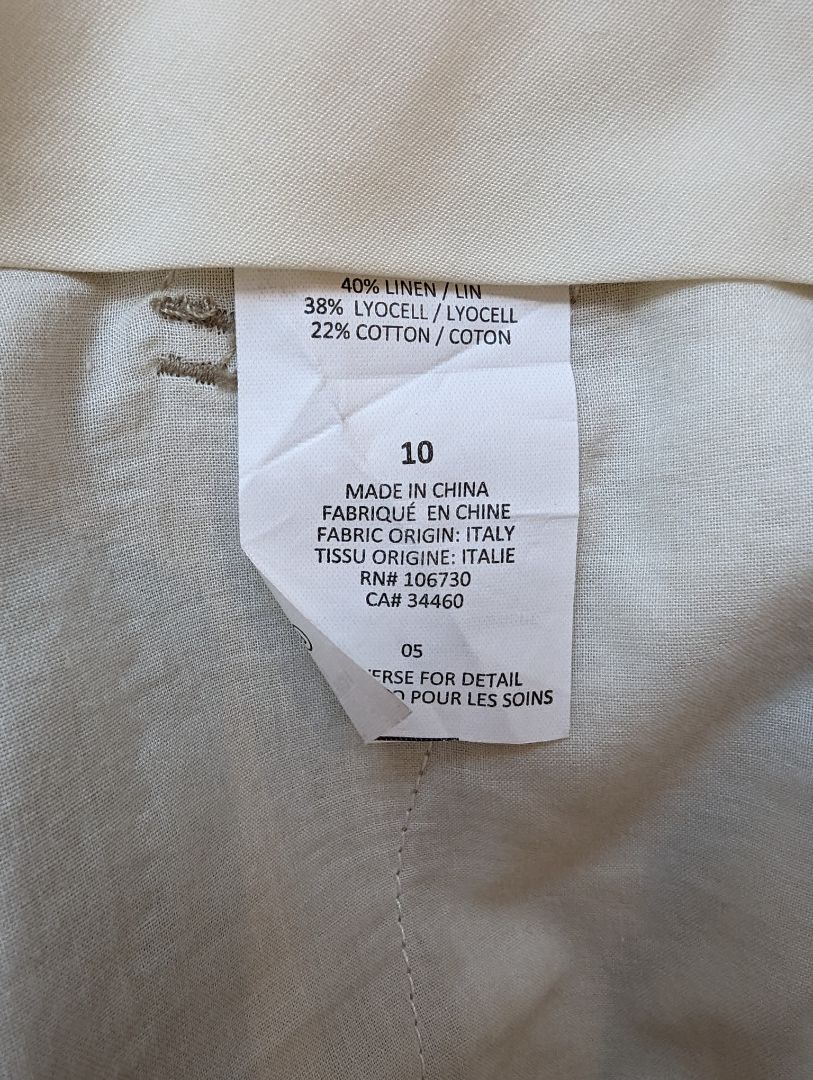 40% LINEN / LIN
38% LYOCELL / LYOCELL
22% COTTON / COTON
10
MADE IN CHINA
FABRIQUÉ EN CHINE
FABRIC ORIGIN: ITALY
TISSU ORIGINE: ITALIE
RN# 106730
CA# 34460
05
FOR DETAIL
POUR LES SOINS